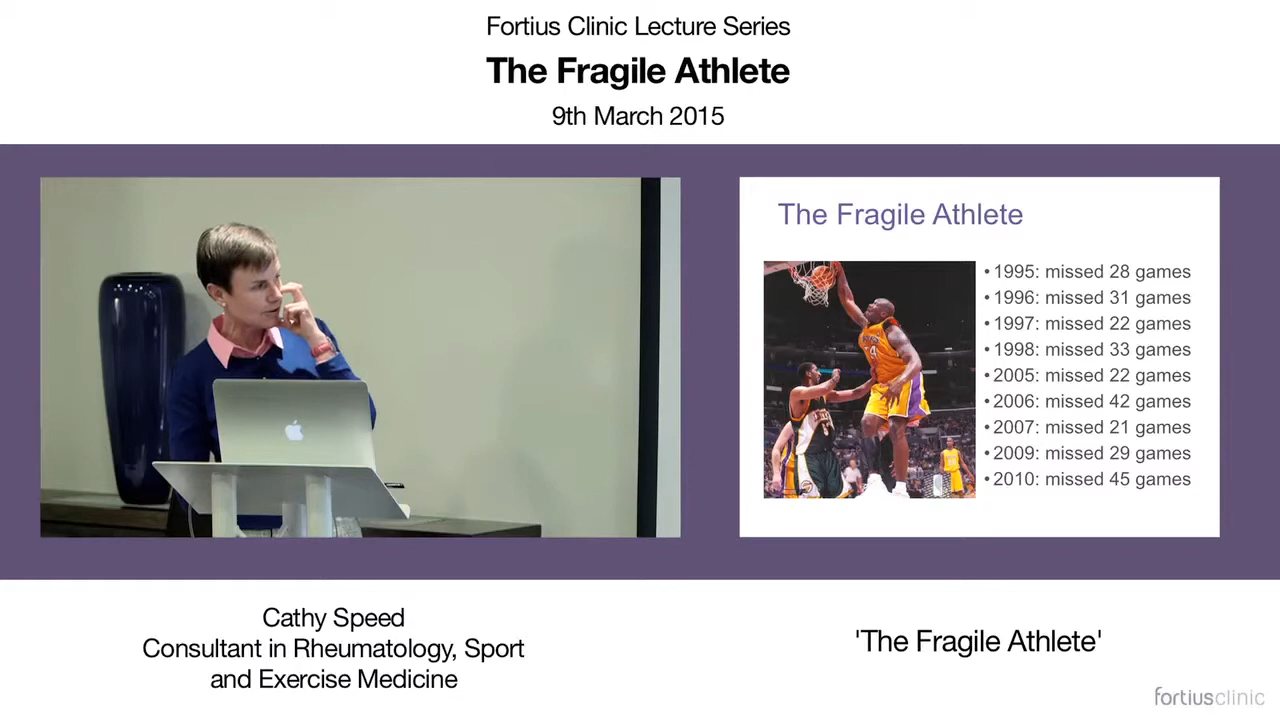 Fortius Clinic Lecture Series
The Fragile Athlete
9th March 2015
The Fragile Athlete
• 1995: missed 28 games
• 1996: missed 31 games
• 1997: missed 22 games
• 1998: missed 33 games
• 2005: missed 22 games
• 2006: missed 42 games
• 2007: missed 21 games
• 2009: missed 29 games
• 2010: missed 45 games
Cathy Speed
Consultant in Rheumatology, Sport
and Exercise Medicine
'The Fragile Athlete'
fortiusclinic